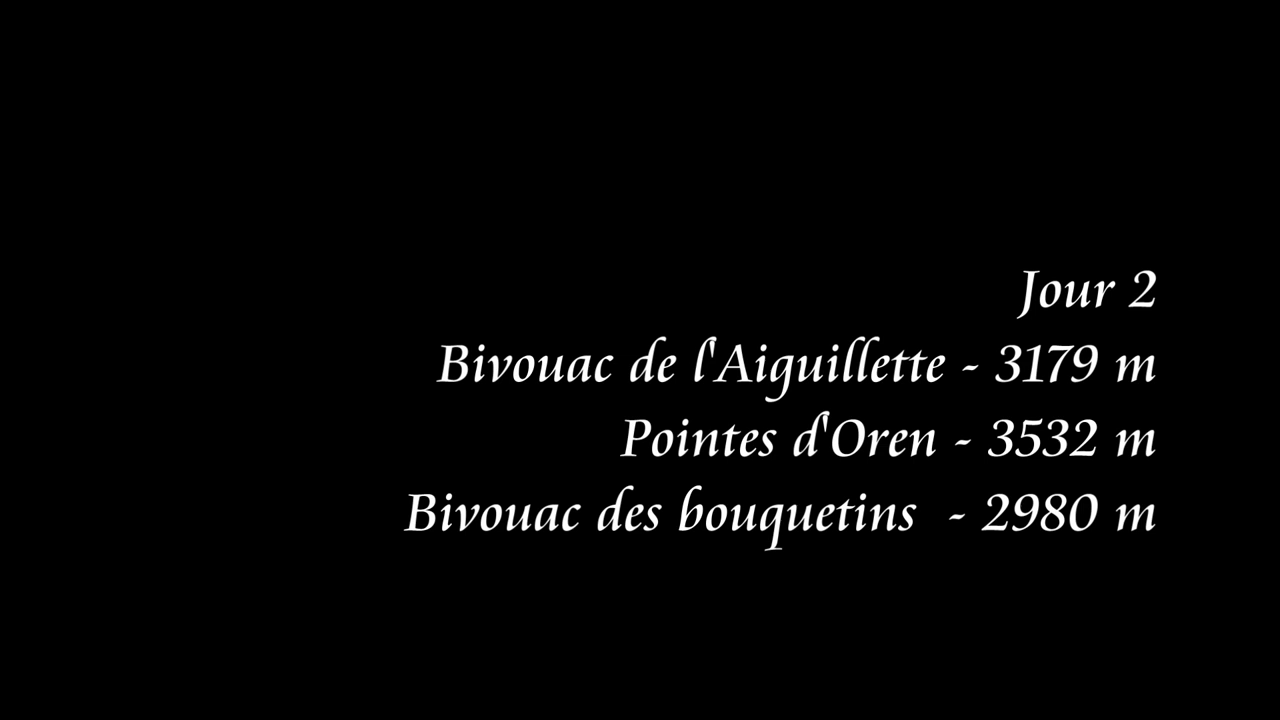 Jour 2
Bivouac de l'Aiguillette - 3179 m
Pointes d'Oren - 3532 m
Bivouac des bouquetins  - 2980 m